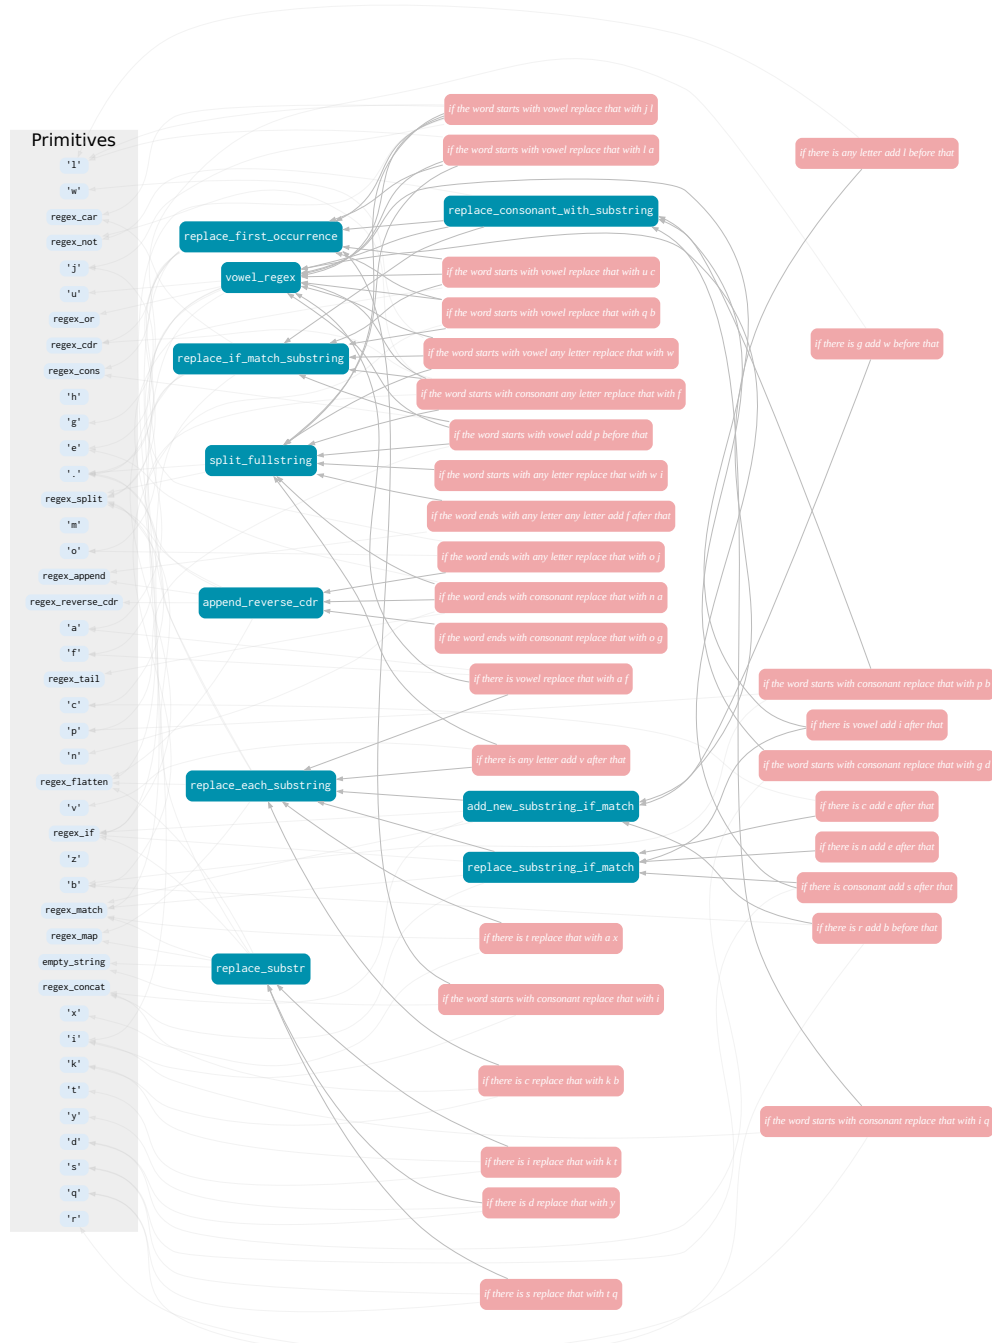 Primitives
'l'
'w'
regex_car
regex_not
'j'
'u'
regex_or
regex_cdr
regex_cons
'h'
'g'
'e'
'.'
regex_split
'm'
'o'
regex_append
regex_reverse_cdr
'a'
'f'
regex_tail
'c'
'p'
'n'
regex_flatten
'v'
regex_if
'z'
'b'
regex_match
regex_map
empty_string
regex_concat
'x'
'i'
'k'
't'
'y'
'd'
's'
'q'
'r'
replace_first_occurrence
vowel_regex
replace_if_match_substring
split_fullstring
append_reverse_cdr
replace_each_substring
replace_substr
if the word starts with vowel replace that with j l
if the word starts with vowel replace that with l a
replace_consonant_with_substring
if the word starts with vowel replace that with u c
if the word starts with vowel replace that with q b
if the word starts with vowel any letter replace that with w
if the word starts with consonant any letter replace that with f
if the word starts with vowel add p before that
if the word starts with any letter replace that with w i
if the word ends with any letter any letter add f after that
if the word ends with any letter replace that with o j
if the word ends with consonant replace that with n a
if the word ends with consonant replace that with o g
if there is vowel replace that with a f
if there is any letter add v after that
add_new_substring_if_match
replace_substring_if_match
if there is t replace that with a x
if the word starts with consonant replace that with i
if there is c replace that with k b
if there is i replace that with k t
if there is d replace that with y
if there is s replace that with t q
if there is any letter add l before that
if there is g add w before that
if the word starts with consonant replace that with p b
if there is vowel add i after that
if the word starts with consonant replace that with g d
if there is c add e after that
if there is n add e after that
if there is consonant add s after that
if there is r add b before that
if the word starts with consonant replace that with i q